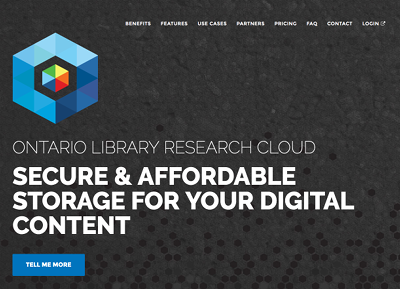 BENEFITS FEATURES USE CASES PARTNERS PRICING FAQ CONTACT LOGIN
ONTARIO LIBRARY RESEARCH CLOUD
SECURE & AFFORDABLE
STORAGE FOR YOUR DIGITAL
CONTENT
TELL ME MORE